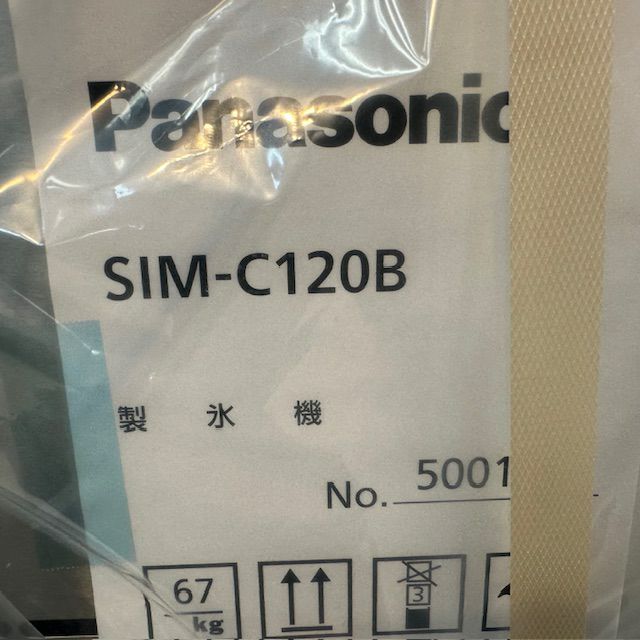 Panasonic
SIM-C120B
製 氷 機
No. 5001
67
kg
3